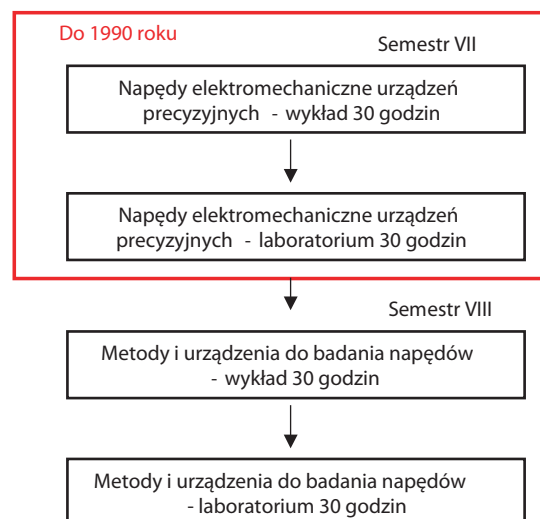 Do 1990 roku
Semestr VII
Napędy elektromechaniczne urządzeń
precyzyjnych - wykład 30 godzin
Napędy elektromechaniczne urządzeń
precyzyjnych - laboratorium 30 godzin
Semestr VIII
Metody i urządzenia do badania napędów
- wykład 30 godzin
Metody i urządzenia do badania napędów
- laboratorium 30 godzin